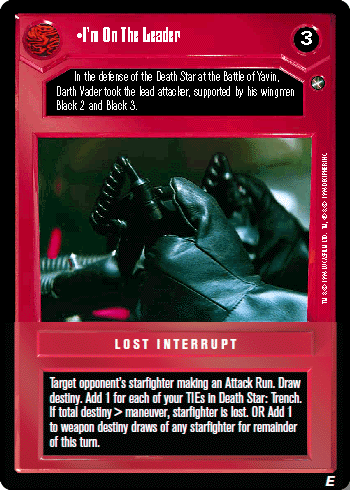 •I'm On The Leader
3
In the defense of the Death Star at the Battle of Yavin,
Darth Vader took the lead attacker, supported by his wingmen
Black 2 and Black 3.
LOST INTERRUPT
Target opponent's starfighter making an Attack Run. Draw
destiny. Add 1 for each of your TIEs in Death Star: Trench.
If total destiny > maneuver, starfighter is lost. OR Add 1
to weapon destiny draws of any starfighter for remainder
of this turn.
E